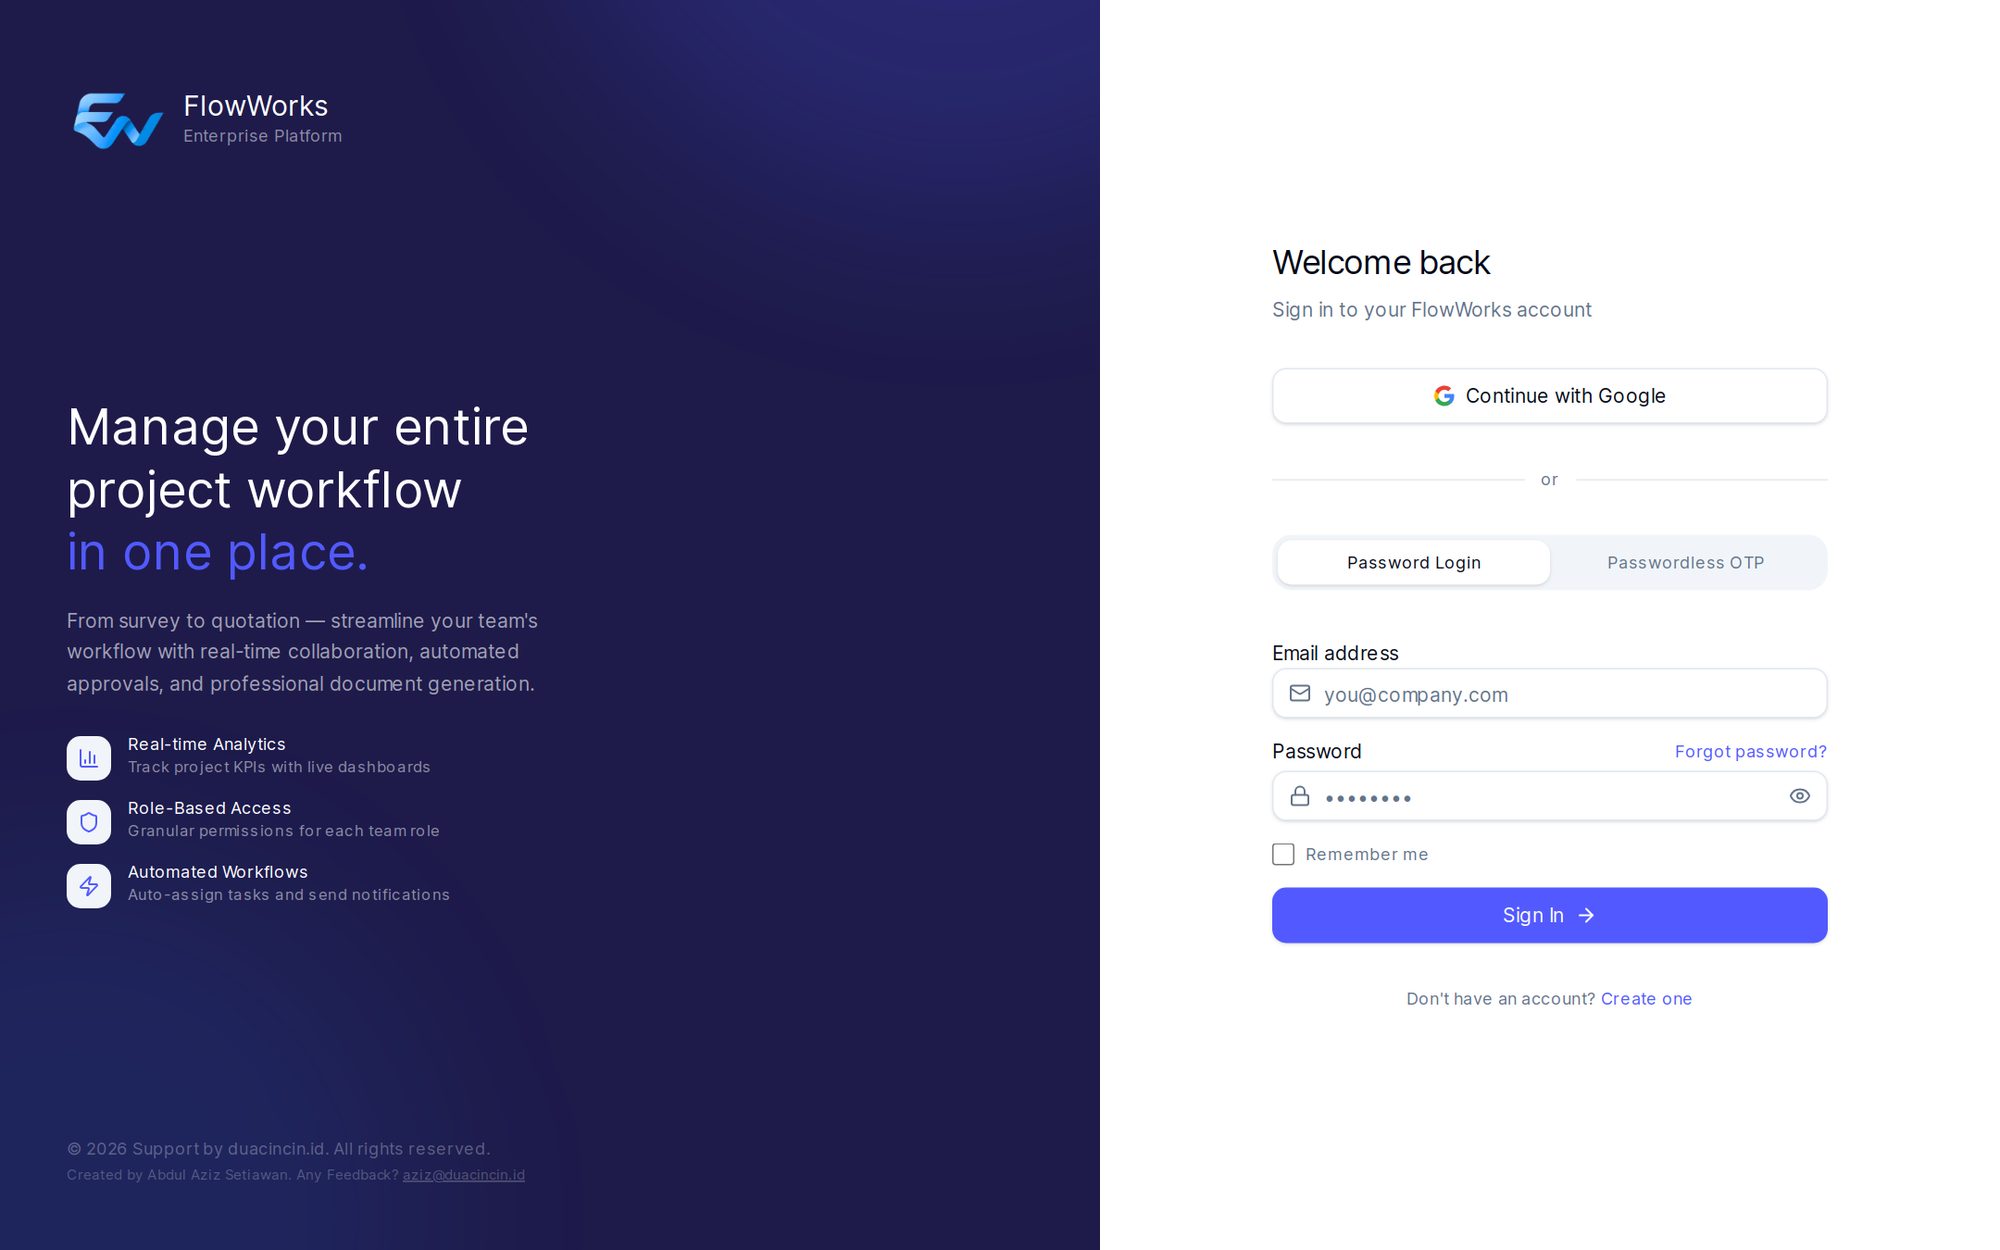 FlowWorks
Enterprise Platform
Manage your entire
project workflow
in one place.
From survey to quotation — streamline your team's
workflow with real-time collaboration, automated
approvals, and professional document generation.
Real-time Analytics
Track project KPIs with live dashboards
Role-Based Access
Granular permissions for each team role
Automated Workflows
Auto-assign tasks and send notifications
© 2026 Support by duacincin.id. All rights reserved.
Created by Abdul Aziz Setiawan. Any Feedback? aziz@duacincin.id
Welcome back
Sign in to your FlowWorks account
Continue with Google
or
Password Login
Passwordless OTP
Email address
you@company.com
Password
Forgot password?
••••••••
Remember me
Sign In
Don't have an account? Create one